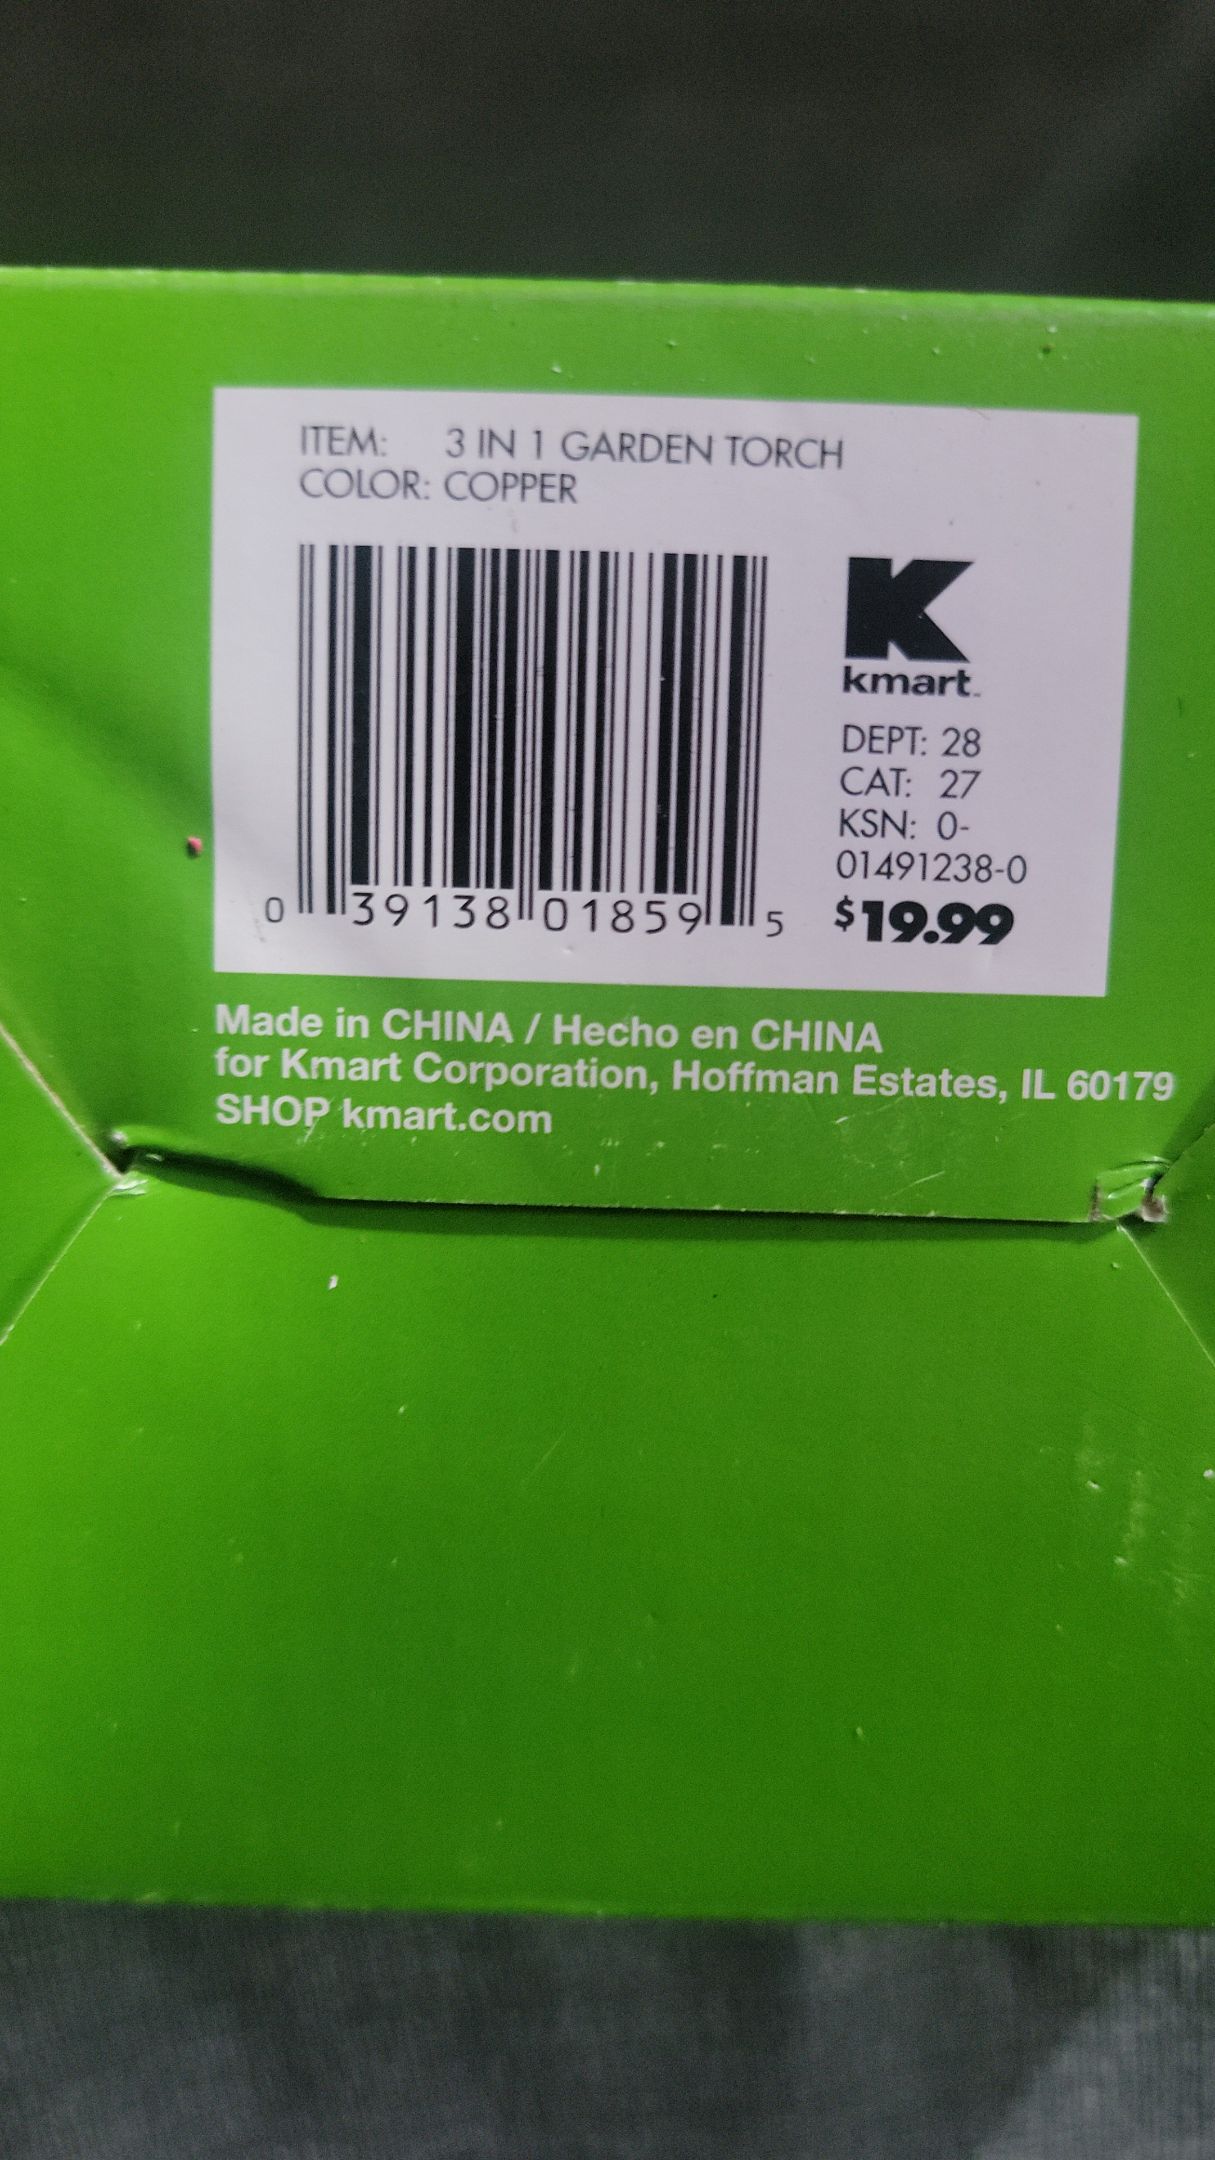 ITEM: 3 IN 1 GARDEN TORCH
COLOR: COPPER
K
kmart.
DEPT: 28
CAT: 27
KSN: 0-
01491238-0
$19.99
0 39138 01859 5
Made in CHINA / Hecho en CHINA
for Kmart Corporation, Hoffman Estates, IL 60179
SHOP kmart.com